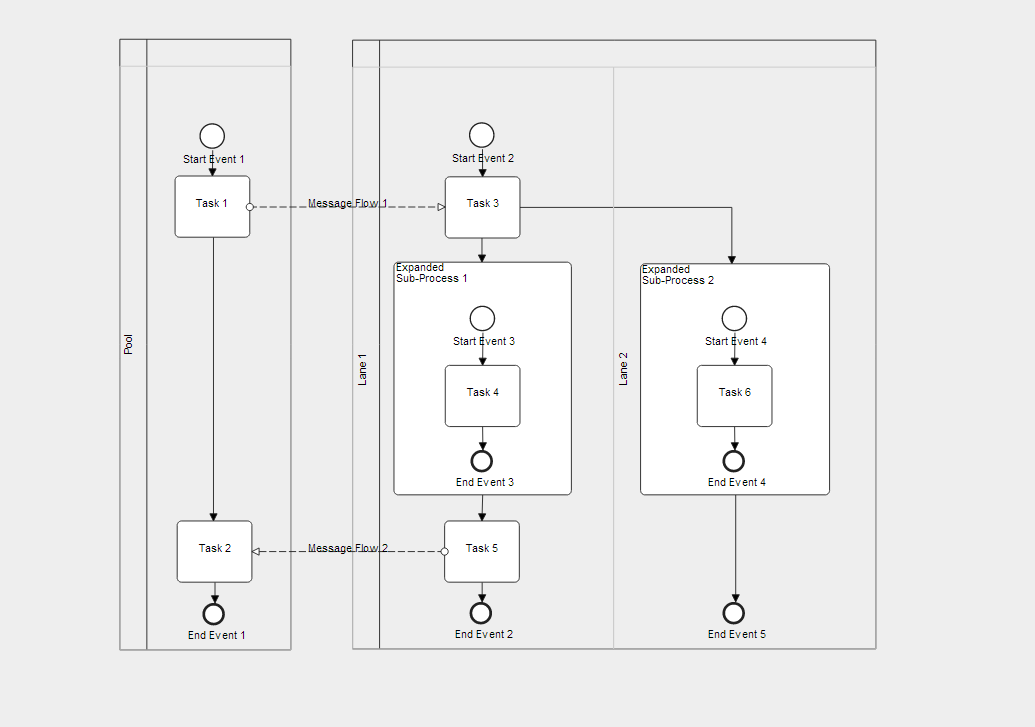 Start Event 1
Start Event 2
Task 1
Message Flow 1
Task 3
Expanded
Sub-Process 1
Expanded
Sub-Process 2
Start Event 3
Start Event 4
Pool
Lane 1
Lane 2
Task 4
Task 6
End Event 3
End Event 4
Task 2
Message Flow 2
Task 5
End Event 1
End Event 2
End Event 5